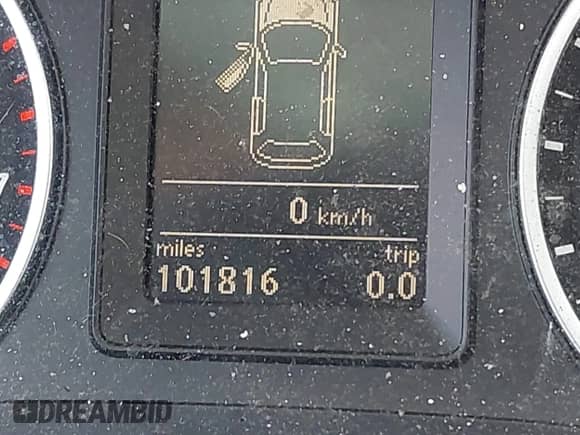 0 km/h
miles trip
101816 0.0
DREAMBID